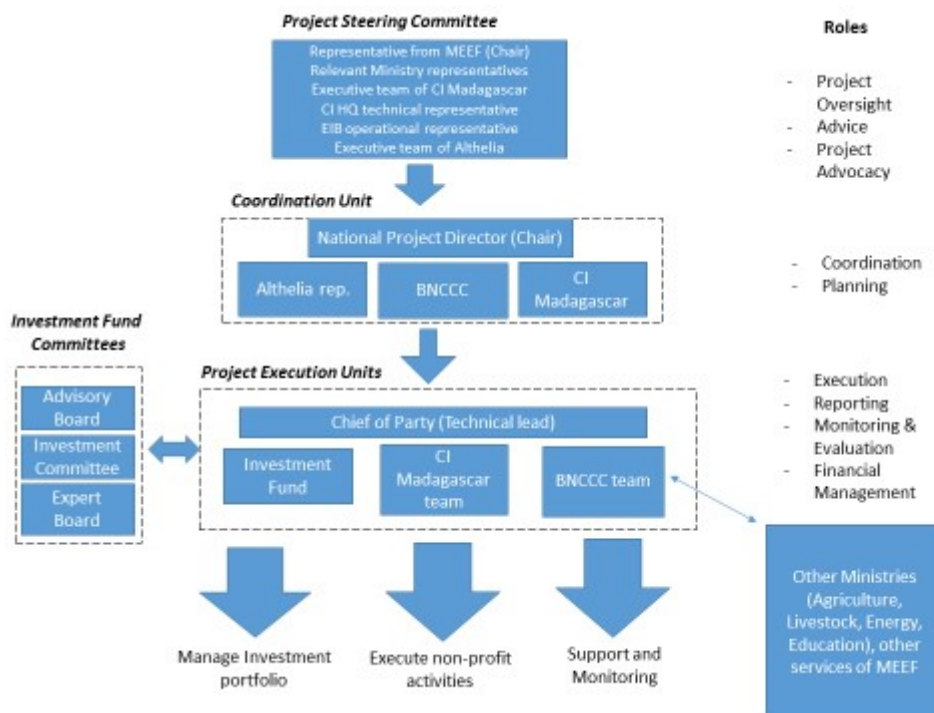 Project Steering Committee
Representative from MEEF (Chair)
Relevant Ministry representatives
Executive team of CI Madagascar
CI HQ technical representative
EIB operational representative
Executive team of Althelia
Roles
- Project
Oversight
- Advice
- Project
Advocacy
Coordination Unit
National Project Director (Chair)
Althelia rep.
BNCCC
CI
Madagascar
- Coordination
- Planning
Investment Fund
Committees
Advisory
Board
Investment
Committee
Expert
Board
Project Execution Units
Chief of Party (Technical lead)
Investment
Fund
CI
Madagascar
team
BNCCC team
- Execution
- Reporting
- Monitoring &
Evaluation
- Financial
Management
Other Ministries
(Agriculture,
Livestock, Energy,
Education), other
services of MEEF
Manage Investment
portfolio
Execute non-profit
activities
Support and
Monitoring